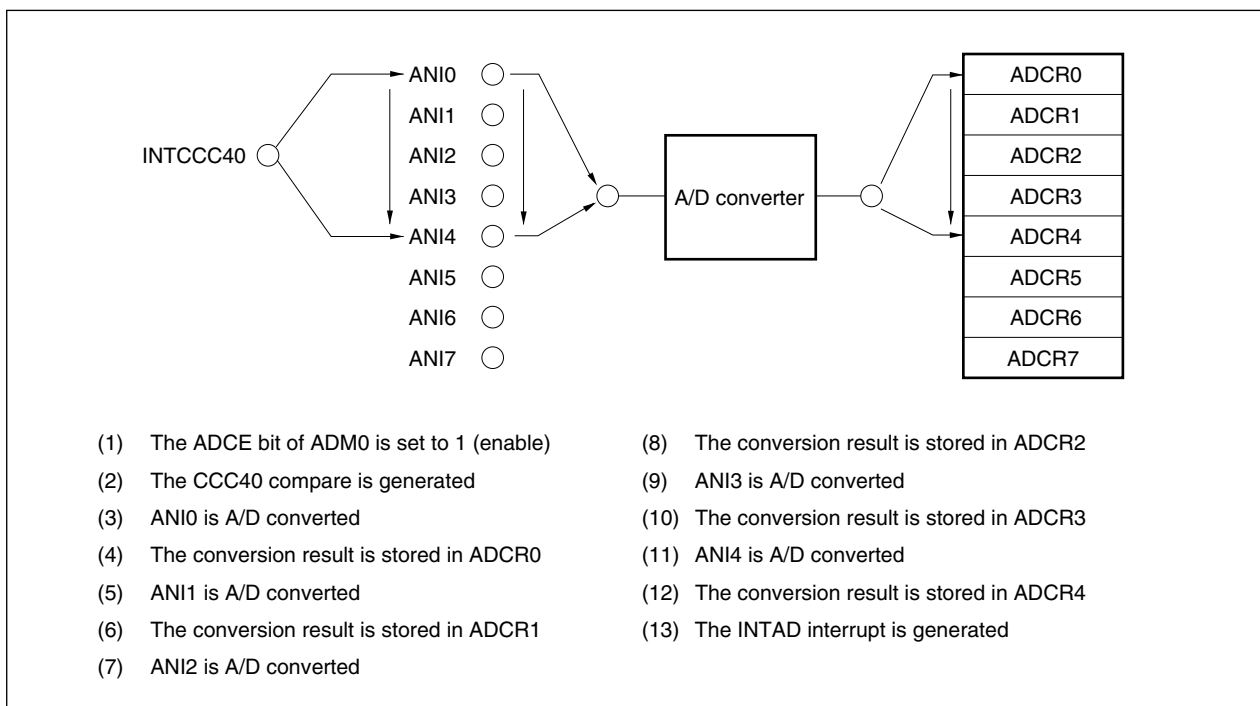 ANI0
ANI1
ANI2
ANI3
ANI4
ANI5
ANI6
ANI7
INTCCC40
A/D converter
ADCR0
ADCR1
ADCR2
ADCR3
ADCR4
ADCR5
ADCR6
ADCR7
(1) The ADCE bit of ADM0 is set to 1 (enable)
(2) The CCC40 compare is generated
(3) ANI0 is A/D converted
(4) The conversion result is stored in ADCR0
(5) ANI1 is A/D converted
(6) The conversion result is stored in ADCR1
(7) ANI2 is A/D converted
(8) The conversion result is stored in ADCR2
(9) ANI3 is A/D converted
(10) The conversion result is stored in ADCR3
(11) ANI4 is A/D converted
(12) The conversion result is stored in ADCR4
(13) The INTAD interrupt is generated